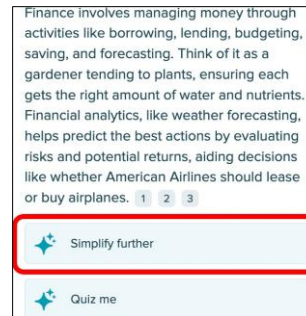 Finance involves managing money through
activities like borrowing, lending, budgeting,
saving, and forecasting. Think of it as a
gardener tending to plants, ensuring each
gets the right amount of water and nutrients.
Financial analytics, like weather forecasting,
helps predict the best actions by evaluating
risks and potential returns, aiding decisions
like whether American Airlines should lease
or buy airplanes. 1 2 3
Simplify further
Quiz me